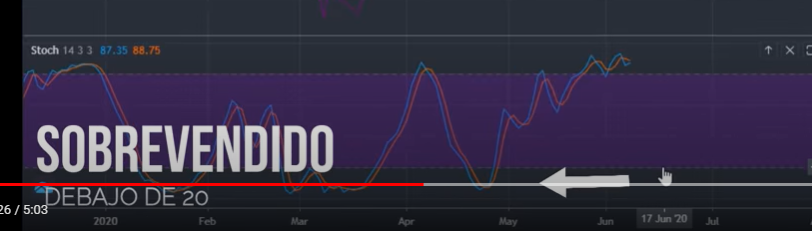 Stoch 14 3 3 87.35 88.75
SOBREVENDIDO
DEBAJO DE 20
26 / 5:03
2020 Feb Mar Apr May Jun 17 Jun '20 Jul